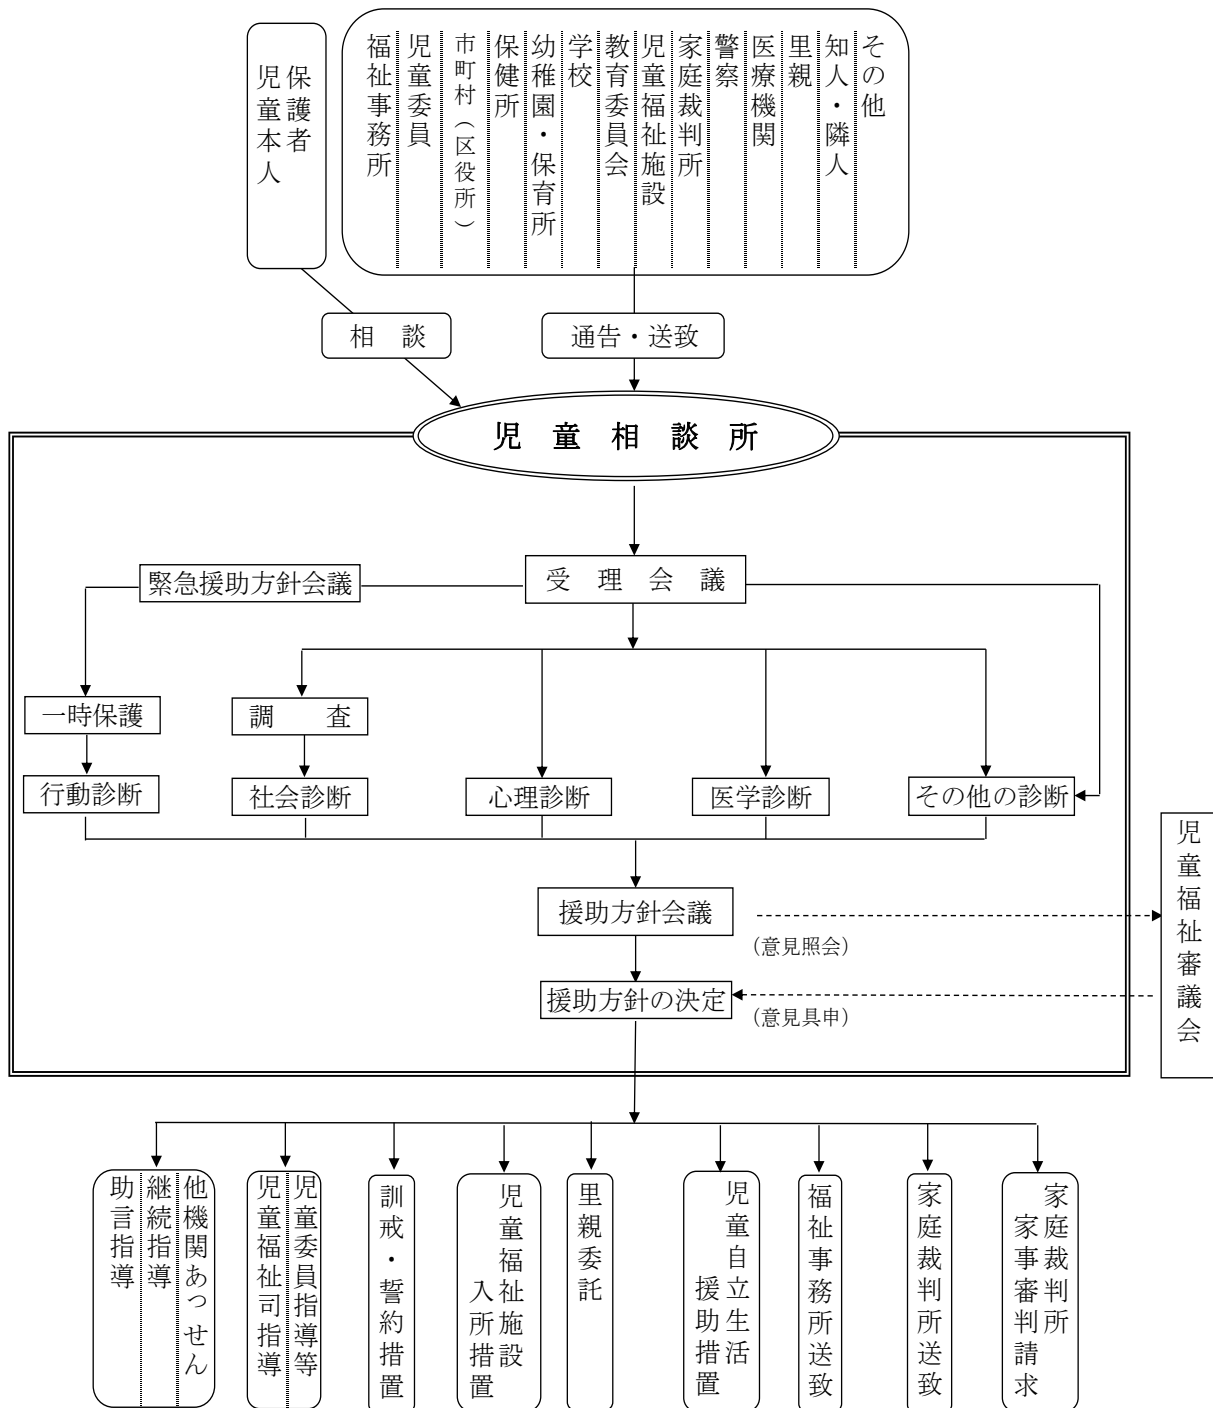 保護者
児童本人
その他
知人・隣人
里親
医療機関
警察
家庭裁判所
児童福祉施設
教育委員会
学校
幼稚園・保育所
保健所
市町村（区役所）
児童委員
福祉事務所
相　談
通告・送致
児　童　相　談　所
緊急援助方針会議
受　理　会　議
一時保護
調　　査
行動診断
社会診断
心理診断
医学診断
その他の診断
児童福祉審議会
援助方針会議
(意見照会)
援助方針の決定
(意見具申)
他機関あっせん
継続指導
助言指導
児童委員指導等
児童福祉司指導
訓戒・誓約措置
児童福祉施設
入所措置
里親委託
児童自立生活
援助措置
福祉事務所送致
家庭裁判所送致
家庭裁判所
家事審判請求